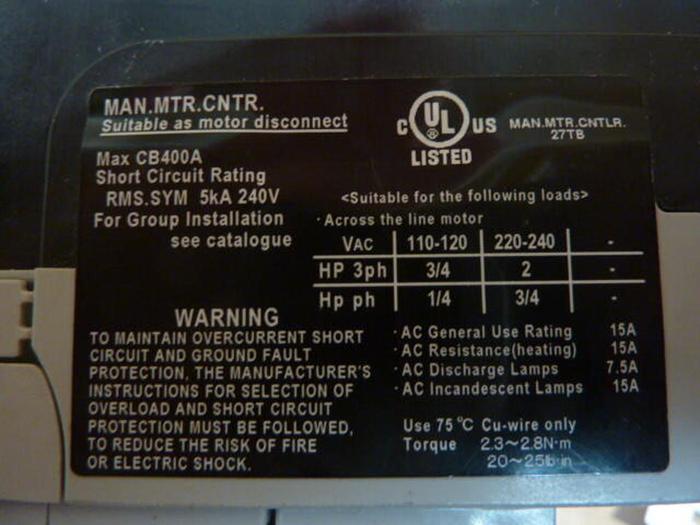 MAN.MTR.CNTR.
Suitable as motor disconnect
Max CB400A
Short Circuit Rating
RMS.SYM 5kA 240V
For Group Installation
see catalogue
C UL US
LISTED
MAN.MTR.CNTLR.
27TB
<Suitable for the following loads>
·Across the line motor
VAC 110-120 220-240 -
HP 3ph 3/4 2 -
Hp ph 1/4 3/4 -
WARNING
TO MAINTAIN OVERCURRENT SHORT
CIRCUIT AND GROUND FAULT
PROTECTION, THE MANUFACTURER'S
INSTRUCTIONS FOR SELECTION OF
OVERLOAD AND SHORT CIRCUIT
PROTECTION MUST BE FOLLOWED,
TO REDUCE THE RISK OF FIRE
OR ELECTRIC SHOCK.
·AC General Use Rating 15A
·AC Resistance(heating) 15A
·AC Discharge Lamps 7.5A
·AC Incandescent Lamps 15A
Use 75℃ Cu-wire only
Torque 2.3~2.8N·m
20~25lb·in